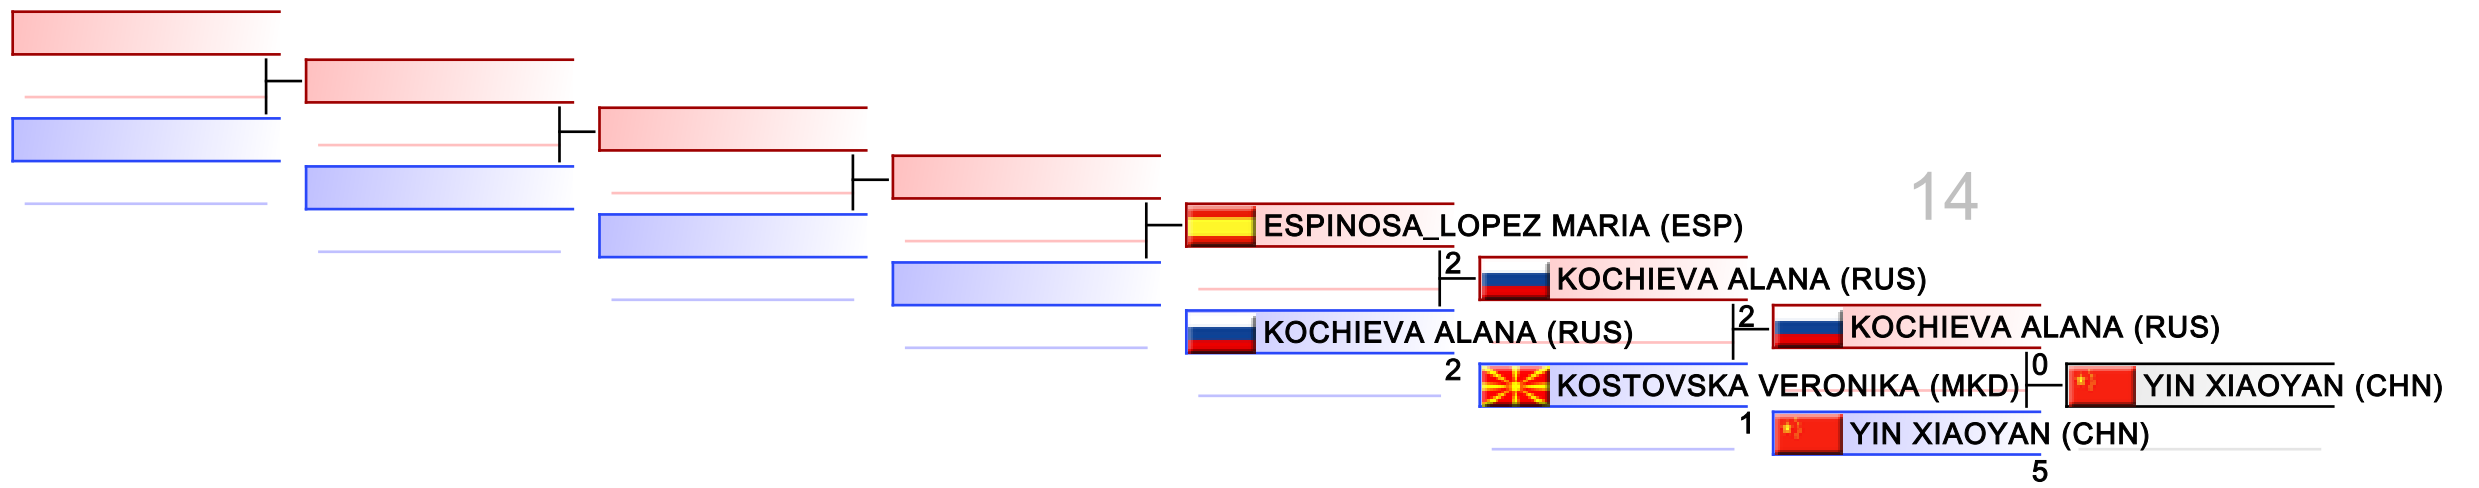 14
ESPINOSA_LOPEZ MARIA (ESP)
2
KOCHIEVA ALANA (RUS)
2
KOCHIEVA ALANA (RUS)
KOCHIEVA ALANA (RUS)
2
0
KOSTOVSKA VERONIKA (MKD)
YIN XIAOYAN (CHN)
1
YIN XIAOYAN (CHN)
5